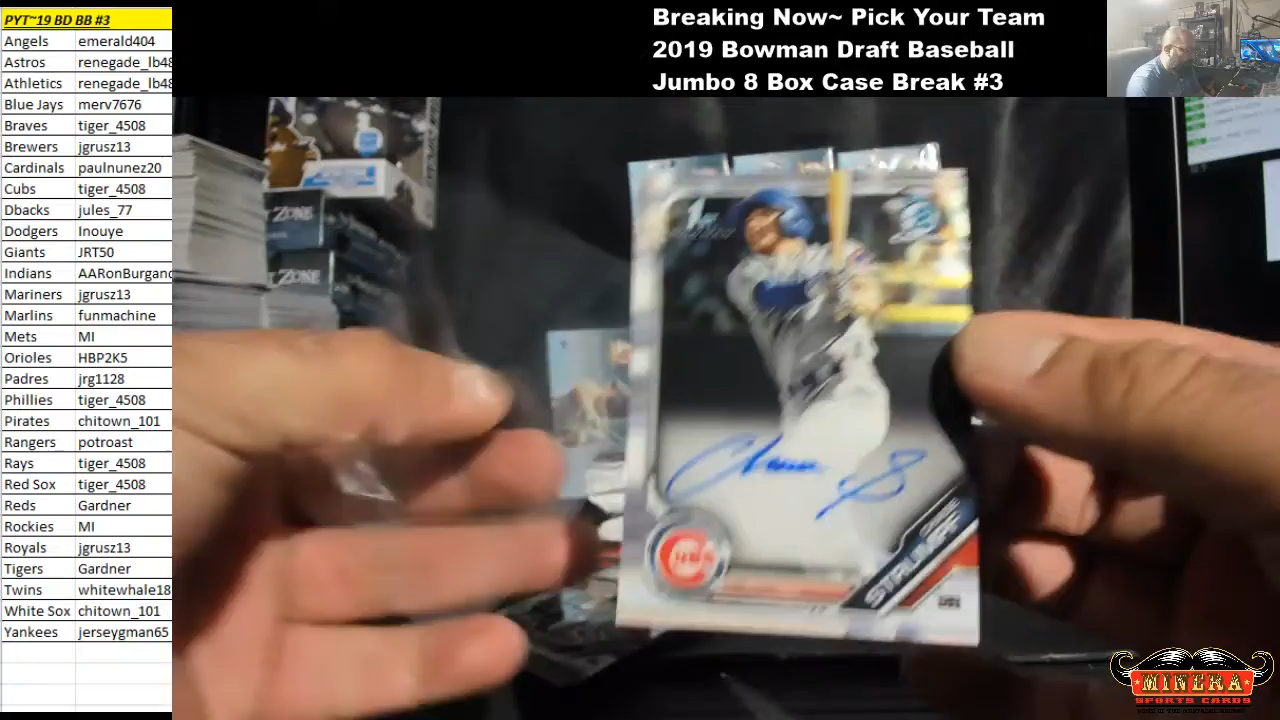 PYT~19 BD BB #3
Angels emerald404
Astros renegade_lb48
Athletics renegade_lb48
Blue Jays merv7676
Braves tiger_4508
Brewers jgrusz13
Cardinals paulnunez20
Cubs tiger_4508
Dbacks jules_77
Dodgers Inouye
Giants JRT50
Indians AARonBurgand
Mariners jgrusz13
Marlins funmachine
Mets MI
Orioles HBP2K5
Padres jrg1128
Phillies tiger_4508
Pirates chitown_101
Rangers potroast
Rays tiger_4508
Red Sox tiger_4508
Reds Gardner
Rockies MI
Royals jgrusz13
Tigers Gardner
Twins whitewhale18
White Sox chitown_101
Yankees jerseygman65
Breaking Now~ Pick Your Team
2019 Bowman Draft Baseball
Jumbo 8 Box Case Break #3
ZONE
ZONE
1st
STRUMPF
MINERA
SPORTS CARDS